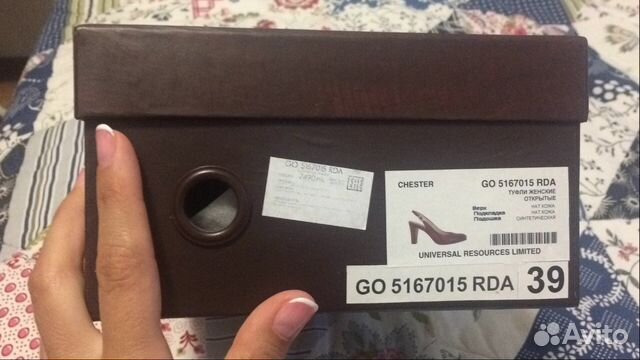 GO 5167015 RDA
CHESTER
GO 5167015 RDA
ТУФЛИ ЖЕНСКИЕ
ОТКРЫТЫЕ
Верх НАТ.КОЖА
Подкладка НАТ.КОЖА
Подошва СИНТЕТИЧЕСКАЯ
UNIVERSAL RESOURCES LIMITED
GO 5167015 RDA 39
Avito